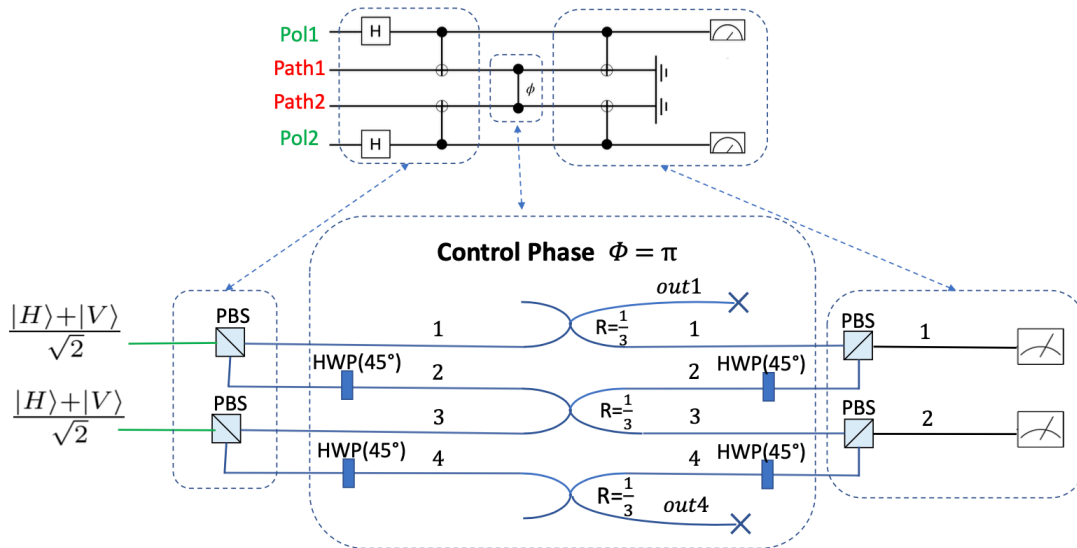 Pol1
H
Path1
ϕ
Path2
Pol2
H
Control Phase Φ = π
out1
|H⟩+|V⟩
√2
PBS
1
R=1/3
1
PBS
1
HWP(45°)
2
2
HWP(45°)
|H⟩+|V⟩
√2
PBS
3
R=1/3
3
PBS
2
HWP(45°)
4
4
HWP(45°)
R=1/3
out4